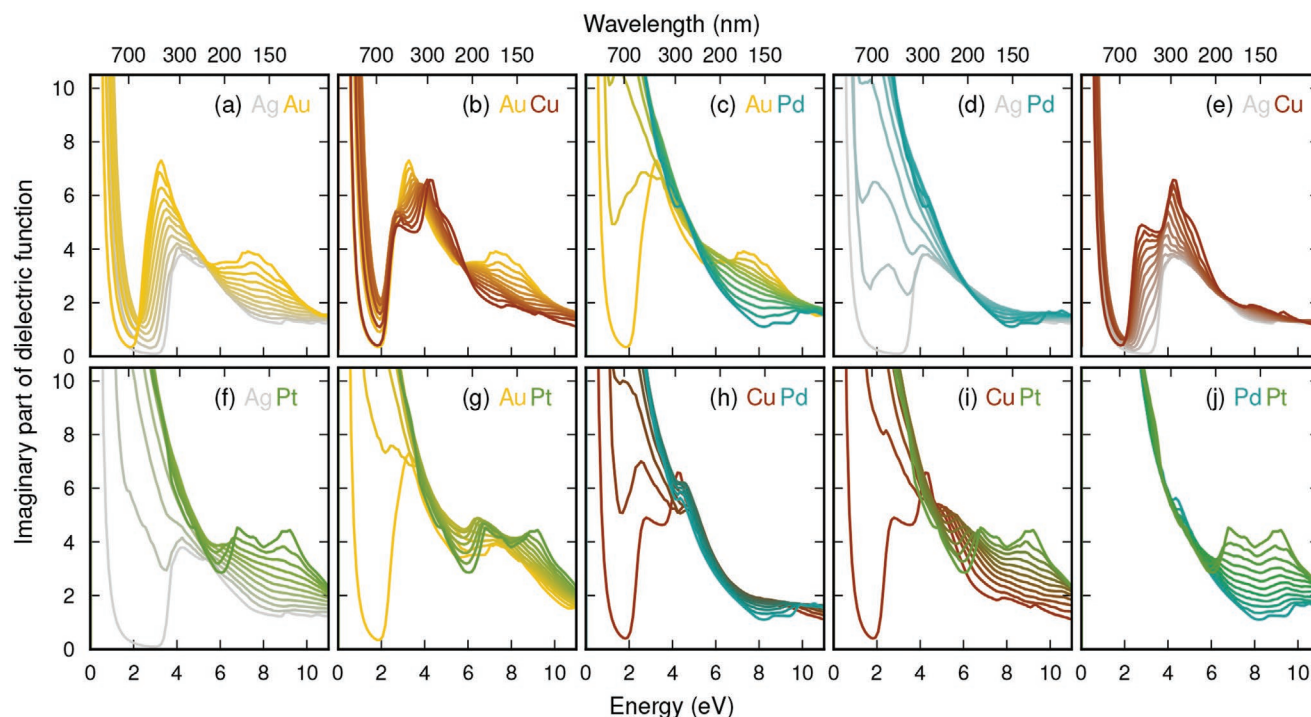 Wavelength (nm)
700 300 200 150 700 400 300 200 150 700 300 200 150 700 300 200 150 700 300 200 150
Imaginary part of dielectric function
10 (a) Ag Au (b) Au Cu (c) Au Pd (d) Ag Pd (e) Ag Cu
8
6
4
2
0
10 (f) Ag Pt (g) Au Pt (h) Cu Pd (i) Cu Pt (j) Pd Pt
8
6
4
2
0
0 2 4 6 8 10 0 2 4 6 8 10 0 2 4 6 8 10 0 2 4 6 8 10 0 2 4 6 8 10
Energy (eV)